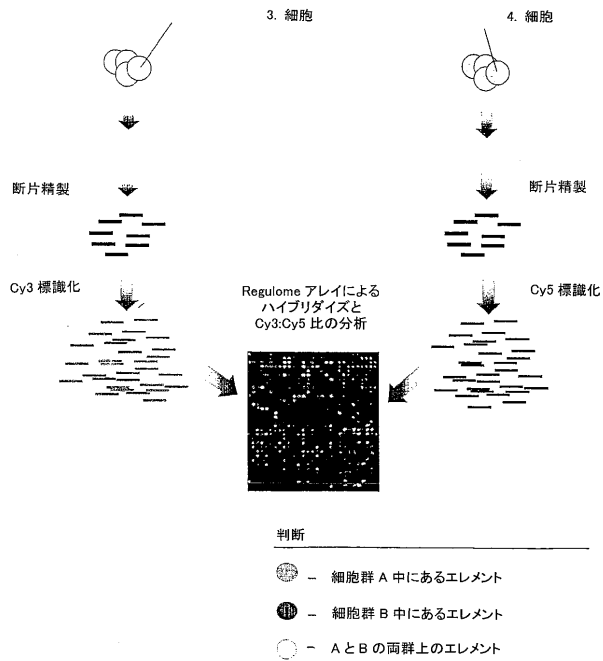 3. 細胞
4. 細胞
断片精製
断片精製
Cy3 標識化
Regulome アレイによる
ハイブリダイズと
Cy3:Cy5 比の分析
Cy5 標識化
判断
– 細胞群 A 中にあるエレメント
– 細胞群 B 中にあるエレメント
– AとBの両群上のエレメント